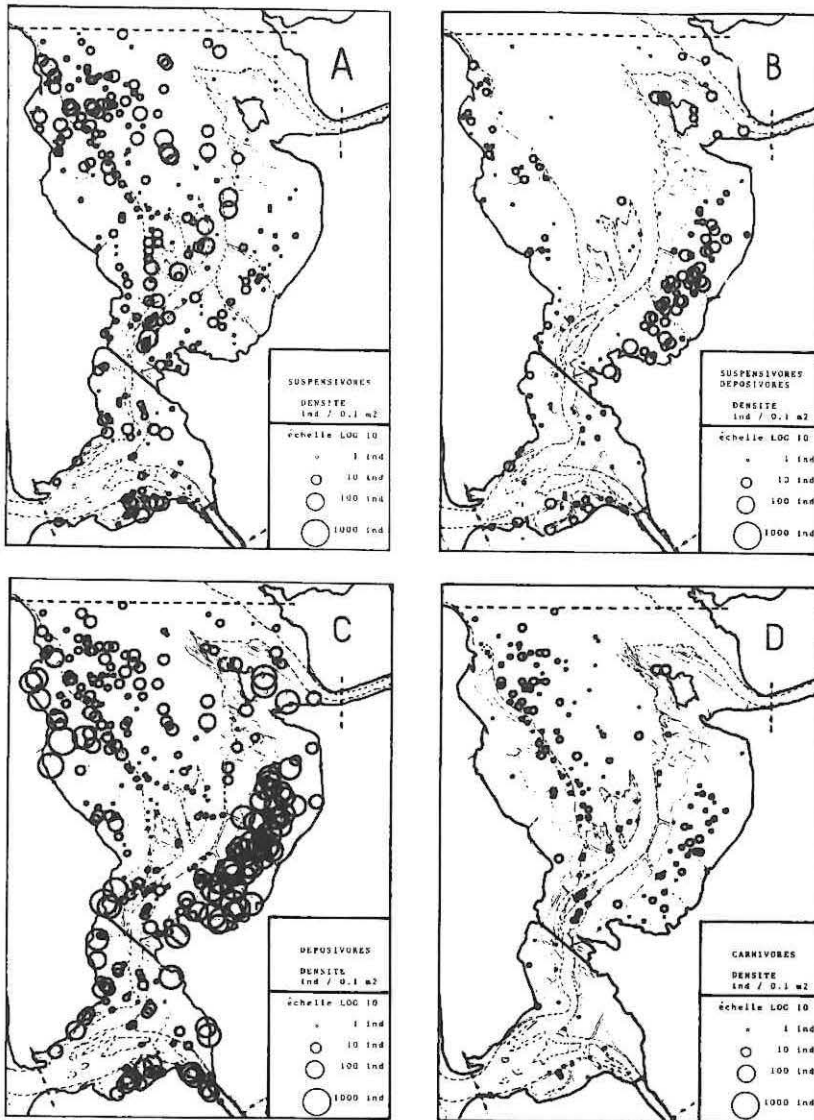 A
SUSPENSIVORES
DENSITE
ind / 0.1 m2
échelle LOG 10
1 ind
10 ind
100 ind
1000 ind
B
SUSPENSIVORES
DEPOSIVORES
DENSITE
ind / 0.1 m2
échelle LOG 10
1 ind
10 ind
100 ind
1000 ind
C
DEPOSIVORES
DENSITE
ind / 0.1 m2
échelle LOG 10
1 ind
10 ind
100 ind
1000 ind
D
CARNIVORES
DENSITE
ind / 0.1 m2
échelle LOG 10
1 ind
10 ind
100 ind
1000 ind